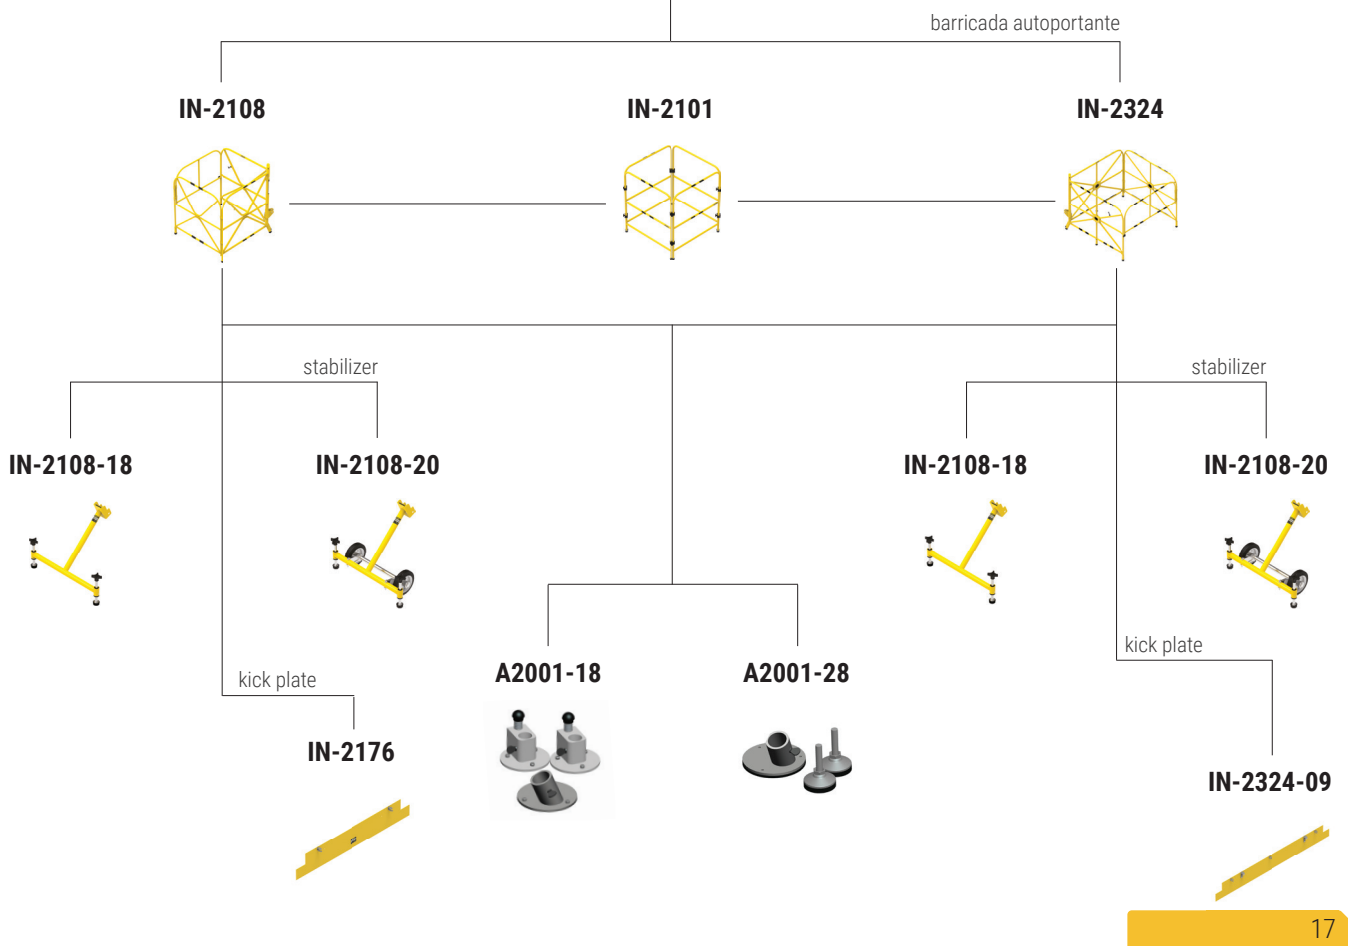 barricada autoportante
IN-2108
IN-2101
IN-2324
stabilizer
stabilizer
IN-2108-18
IN-2108-20
IN-2108-18
IN-2108-20
kick plate
A2001-18
A2001-28
kick plate
IN-2176
IN-2324-09
17